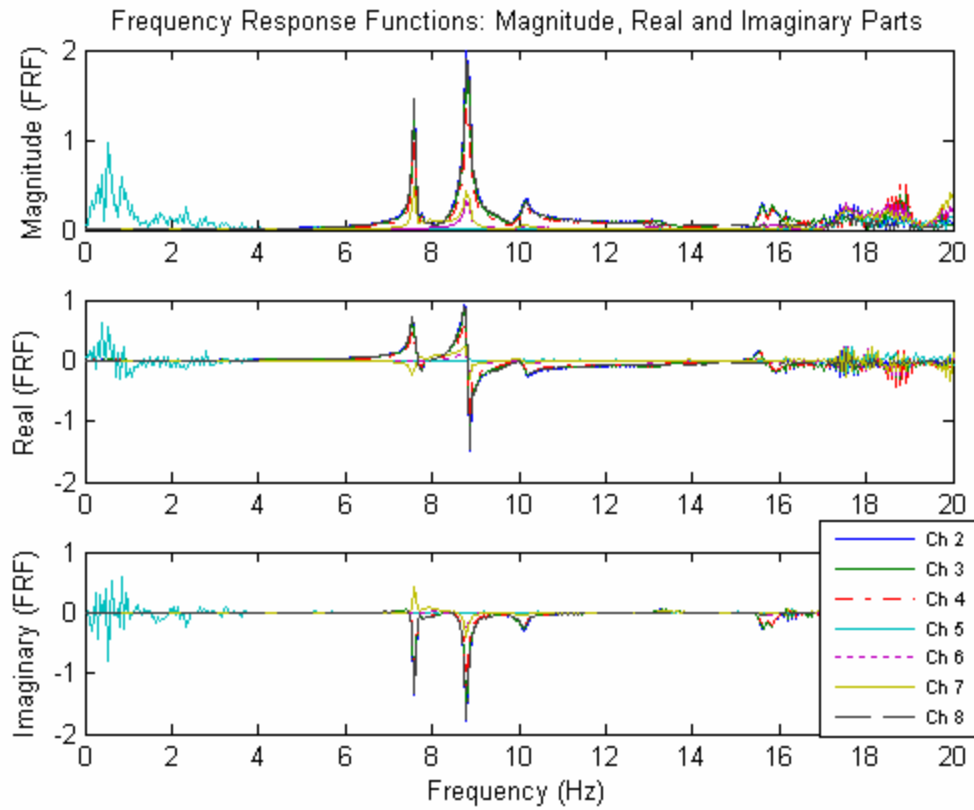 Frequency Response Functions: Magnitude, Real and Imaginary Parts
Magnitude (FRF)
2
1
0
0 2 4 6 8 10 12 14 16 18 20
Real (FRF)
1
0
-1
-2
0 2 4 6 8 10 12 14 16 18 20
Imaginary (FRF)
1
0
-1
-2
0 2 4 6 8 10 12 14 16 18 20
Frequency (Hz)
Ch 2
Ch 3
Ch 4
Ch 5
Ch 6
Ch 7
Ch 8